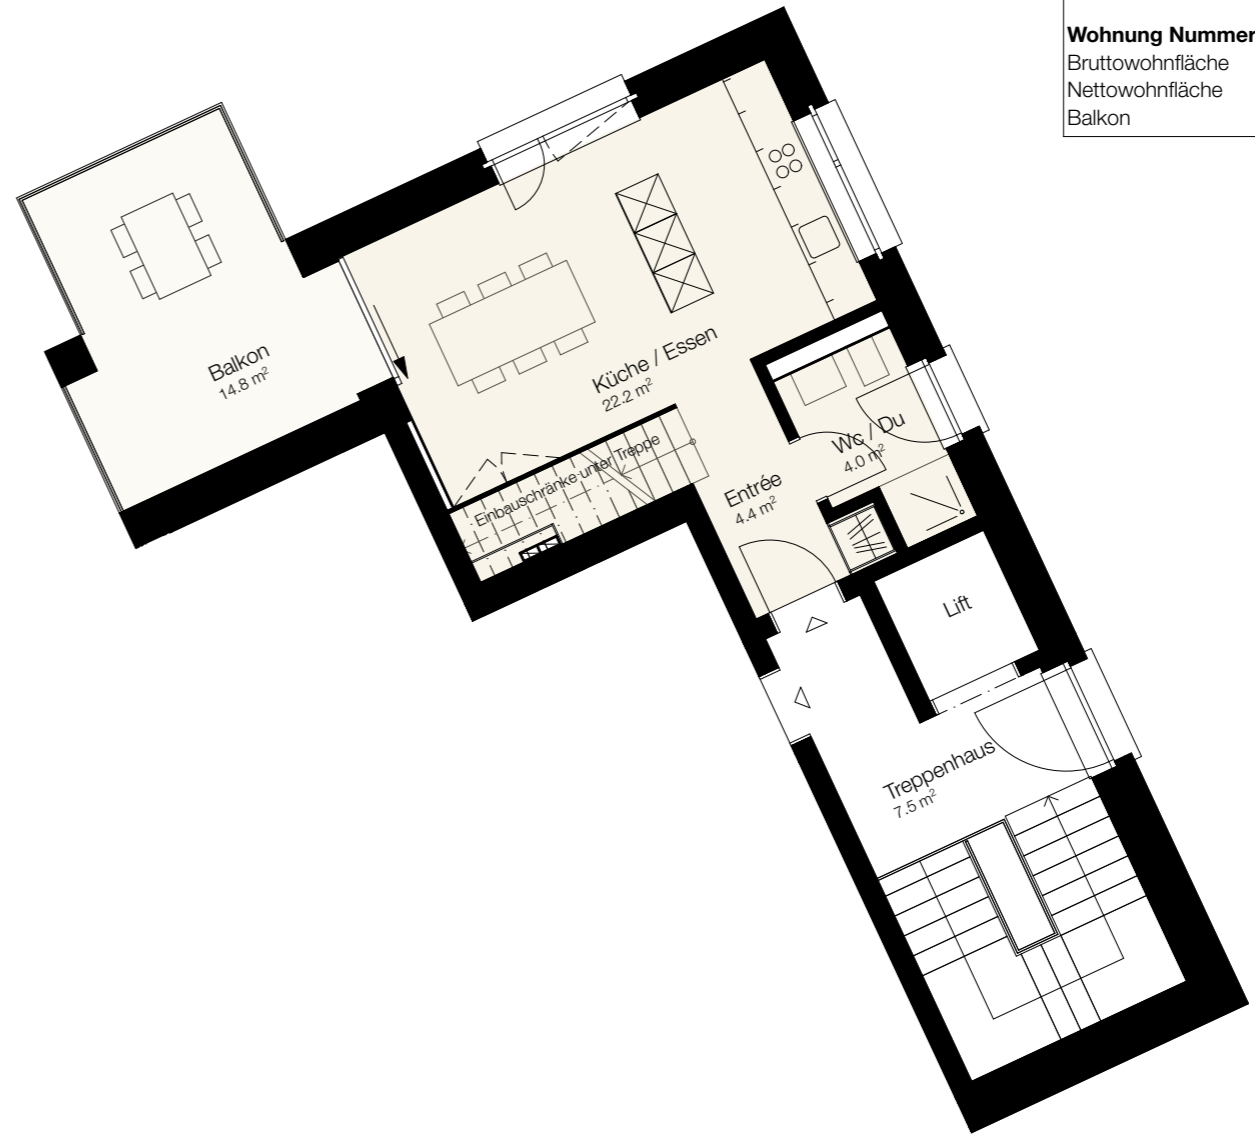 Wohnung Nummer
Bruttowohnfläche
Nettowohnfläche
Balkon
Balkon
14.8 m²
Küche / Essen
22.2 m²
Wc / Du
4.0 m²
Einbauschränke unter Treppe
Entrée
4.4 m²
Lift
Treppenhaus
7.5 m²